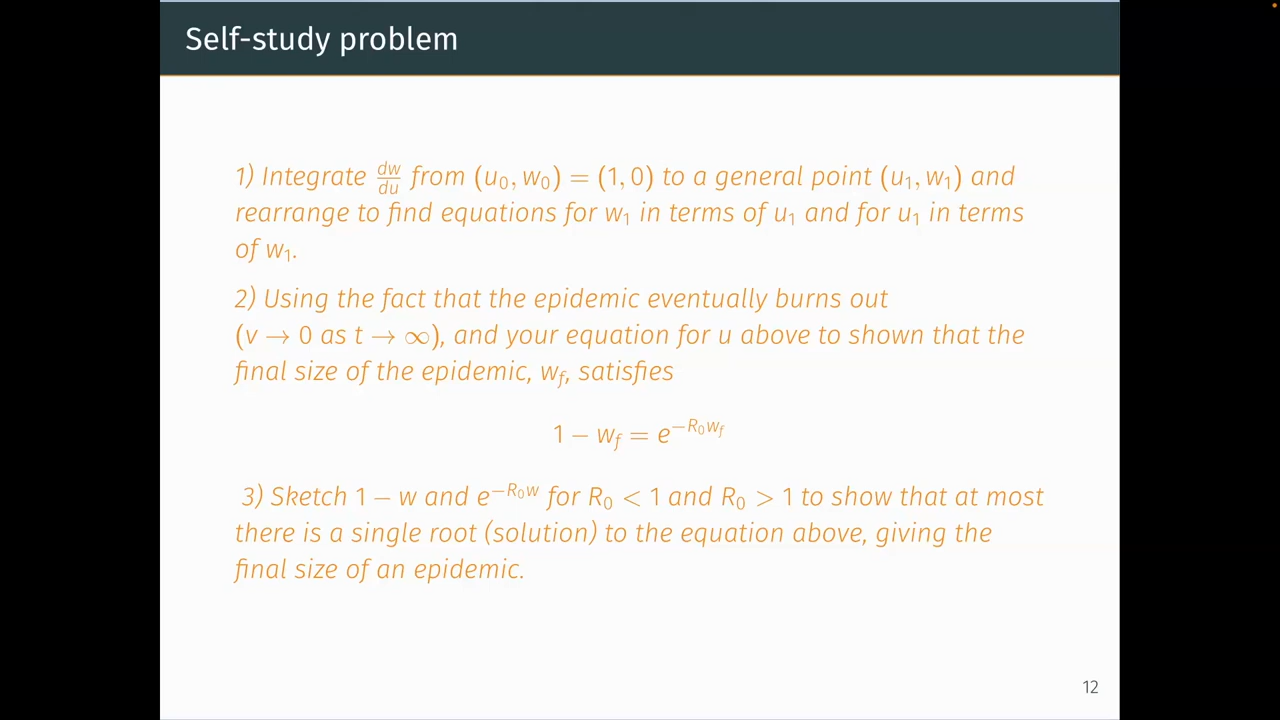 Self-study problem
1) Integrate dw/du from (u₀, w₀) = (1, 0) to a general point (u₁, w₁) and
rearrange to find equations for w₁ in terms of u₁ and for u₁ in terms
of w₁.
2) Using the fact that the epidemic eventually burns out
(v → 0 as t → ∞), and your equation for u above to shown that the
final size of the epidemic, w_f, satisfies
1 − w_f = e^{−R₀w_f}
3) Sketch 1 − w and e^{−R₀w} for R₀ < 1 and R₀ > 1 to show that at most
there is a single root (solution) to the equation above, giving the
final size of an epidemic.
12